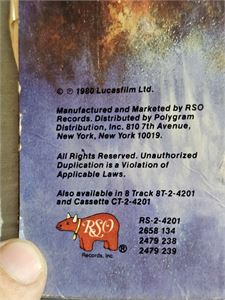 © ℗ 1980 Lucasfilm Ltd.
Manufactured and Marketed by RSO
Records. Distributed by Polygram
Distribution, Inc. 810 7th Avenue,
New York, New York 10019.
All Rights Reserved. Unauthorized
Duplication is a Violation of
Applicable Laws.
Also available in 8 Track 8T-2-4201
and Cassette CT-2-4201
RSO
®
Records, Inc
RS-2-4201
2658 134
2479 238
2479 239